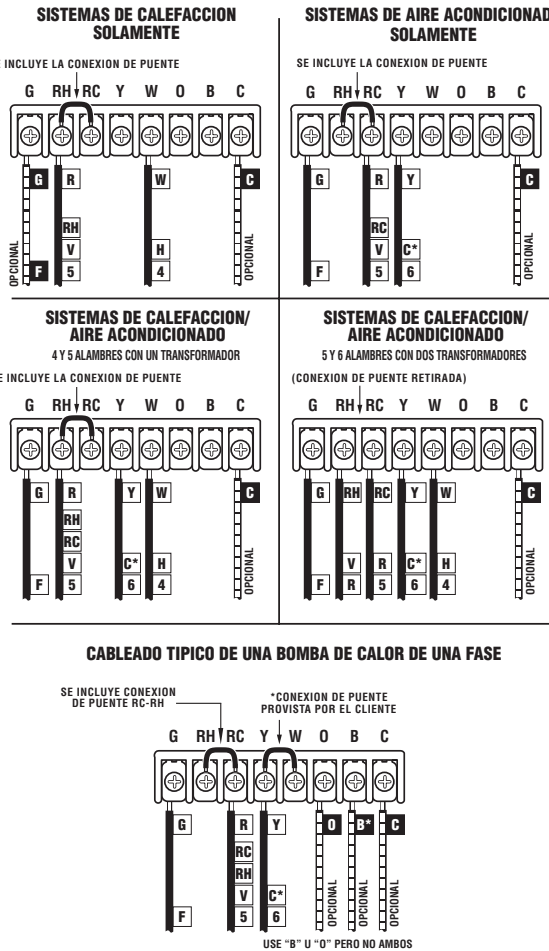 SISTEMAS DE CALEFACCION
SOLAMENTE
INCLUYE LA CONEXION DE PUENTE
G RH RC Y W O B C
G R W C
RH
V H
F 5 4
OPCIONAL OPCIONAL
SISTEMAS DE AIRE ACONDICIONAD
SOLAMENTE
SE INCLUYE LA CONEXION DE PUENTE
G RH RC Y W O B C
G R Y C
RC
V C*
F 5 6
OPCIONAL
SISTEMAS DE CALEFACCION/
AIRE ACONDICIONADO
4 Y 5 ALAMBRES CON UN TRANSFORMADOR
E INCLUYE LA CONEXION DE PUENTE
G RH RC Y W O B C
G R Y W C
RH
RC
V C* H
F 5 6 4
OPCIONAL
SISTEMAS DE CALEFACCION/
AIRE ACONDICIONADO
5 Y 6 ALAMBRES CON DOS TRANSFORMADORES
(CONEXION DE PUENTE RETIRADA)
G RH RC Y W O B C
G RH RC Y W C
V R C* H
F R 5 6 4
OPCIONAL
CABLEADO TIPICO DE UNA BOMBA DE CALOR DE UNA FASE
SE INCLUYE CONEXION
DE PUENTE RC-RH
*CONEXION DE PUENTE
PROVISTA POR EL CLIENTE
G RH RC Y W O B C
G R Y O B* C
RC
RH
V C*
F 5 6
OPCIONAL OPCIONAL OPCIONAL
USE “B” U “O” PERO NO AMBOS